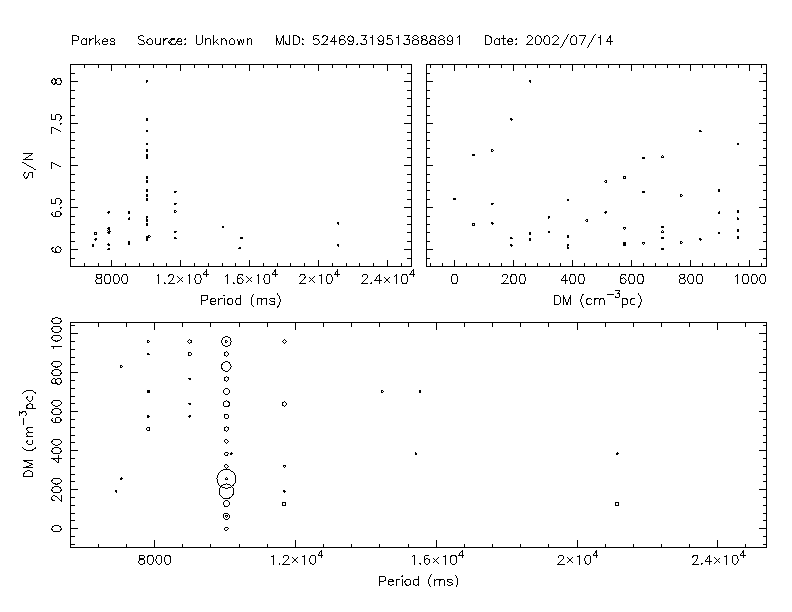 Parkes Source: Unknown MJD: 52469.319513888891 Date: 2002/07/14
S/N
8
7.5
7
6.5
6
8000 1.2×10⁴ 1.6×10⁴ 2×10⁴ 2.4×10⁴
Period (ms)
0 200 400 600 800 1000
DM (cm⁻³pc)
DM (cm⁻³pc)
1000
800
600
400
200
0
8000 1.2×10⁴ 1.6×10⁴ 2×10⁴ 2.4×10⁴
Period (ms)